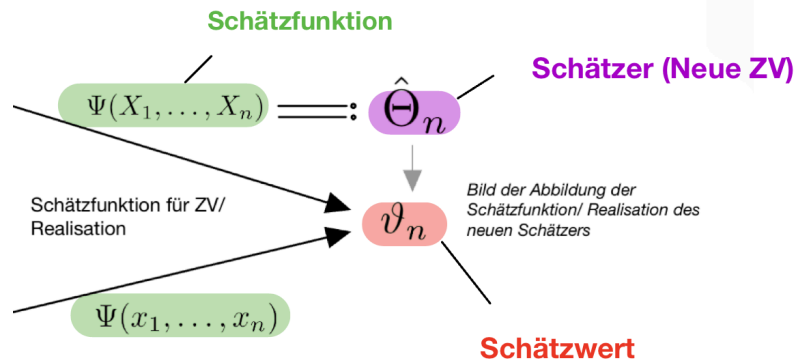 Schätzfunktion
Schätzer (Neue ZV)
Ψ(X₁, . . . , Xₙ) =: Θ̂ₙ
Schätzfunktion für ZV/
Realisation
ϑₙ
Bild der Abbildung der
Schätzfunktion/ Realisation des
neuen Schätzers
Ψ(x₁, . . . , xₙ)
Schätzwert